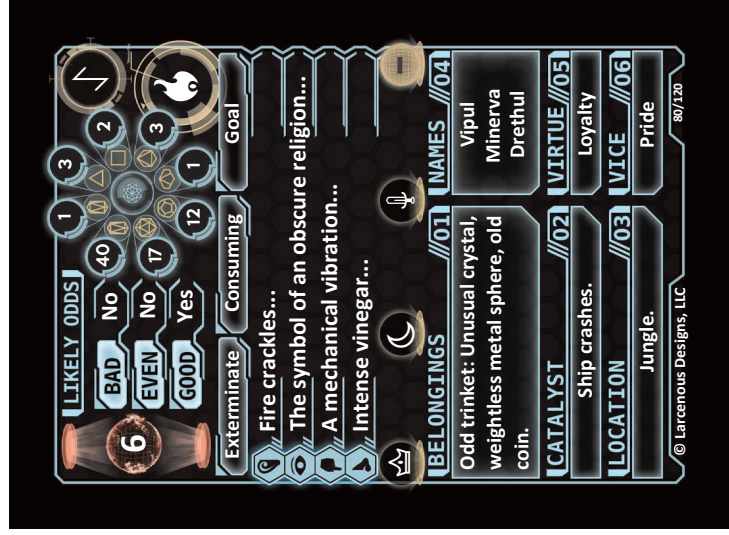 6
LIKELY ODDS
BAD No
EVEN No
GOOD Yes
1
3
2
3
1
12
17
40
Exterminate Consuming Goal
Fire crackles...
The symbol of an obscure religion...
A mechanical vibration...
Intense vinegar...
BELONGINGS //01
Odd trinket: Unusual crystal,
weightless metal sphere, old
coin.
NAMES //04
Vipul
Minerva
Drethul
CATALYST //02
Ship crashes.
VIRTUE //05
Loyalty
LOCATION //03
Jungle.
VICE //06
Pride
© Larcenous Designs, LLC
80/120